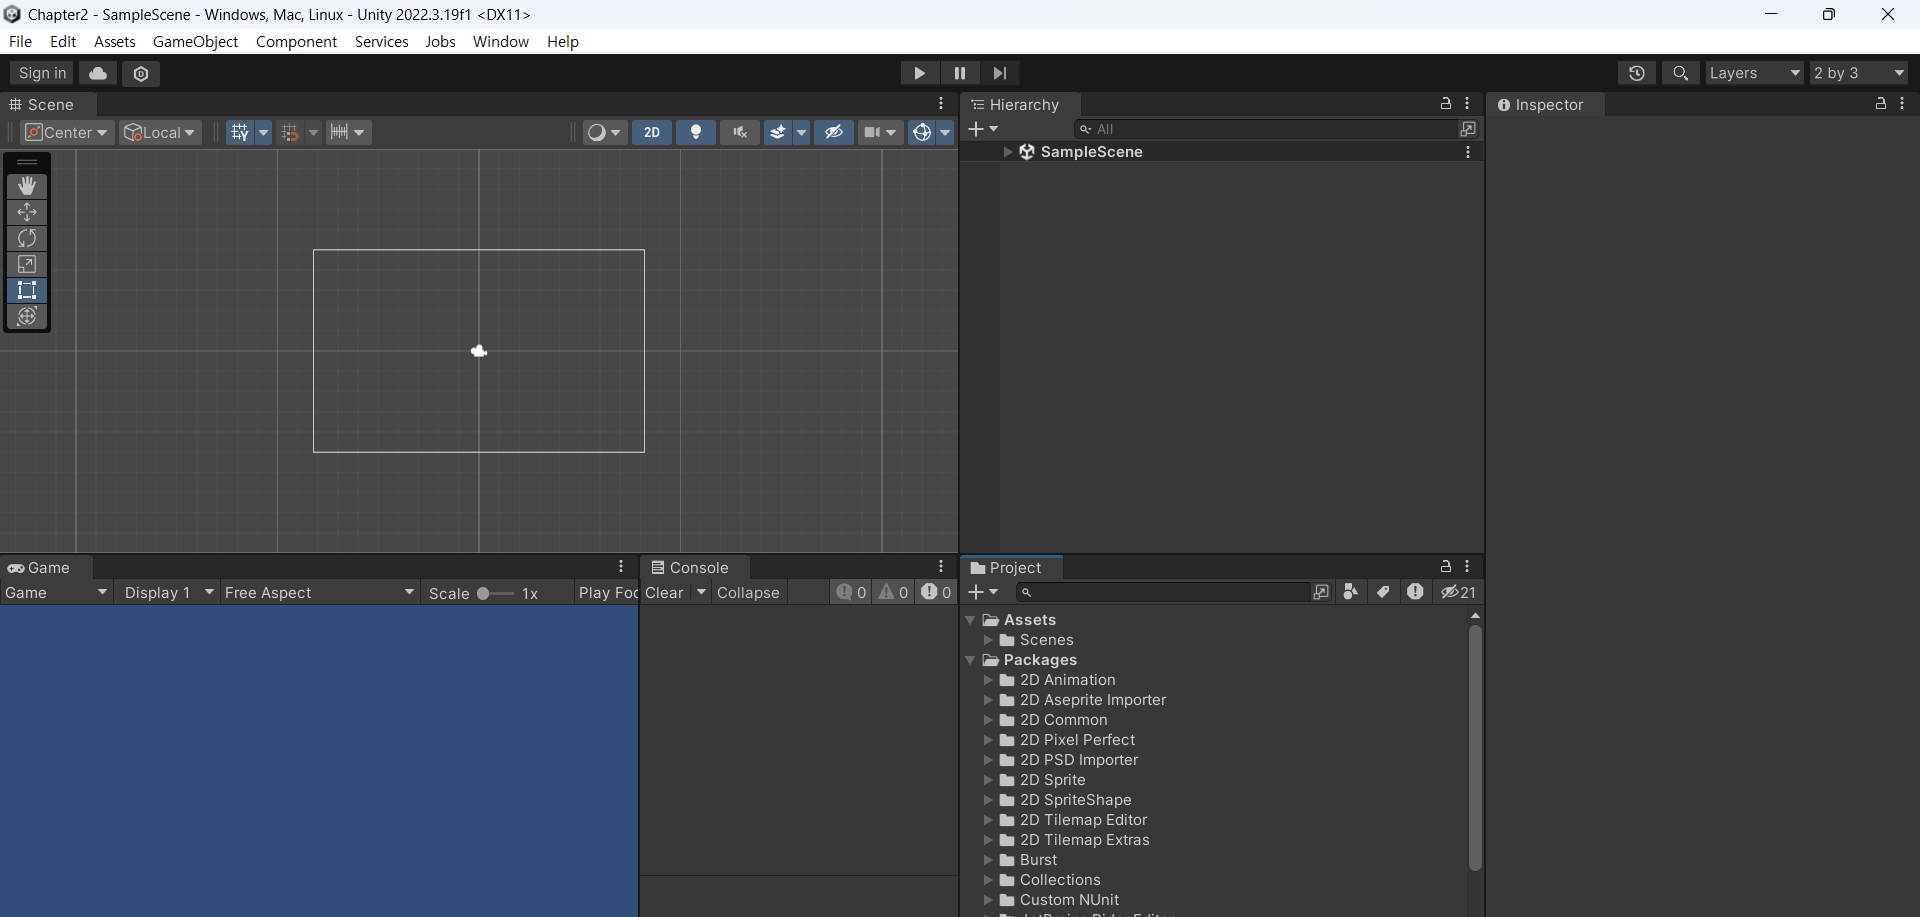 Chapter2 - SampleScene - Windows, Mac, Linux - Unity 2022.3.19f1 <DX11>
File Edit Assets GameObject Component Services Jobs Window Help
Sign in Layers 2 by 3
Scene
Center Local 2D
Hierarchy
All
SampleScene
Inspector
Game
Game Display 1 Free Aspect Scale 1x Play Foc
Console
Clear Collapse 0 0 0
Project
21
Assets
Scenes
Packages
2D Animation
2D Aseprite Importer
2D Common
2D Pixel Perfect
2D PSD Importer
2D Sprite
2D SpriteShape
2D Tilemap Editor
2D Tilemap Extras
Burst
Collections
Custom NUnit